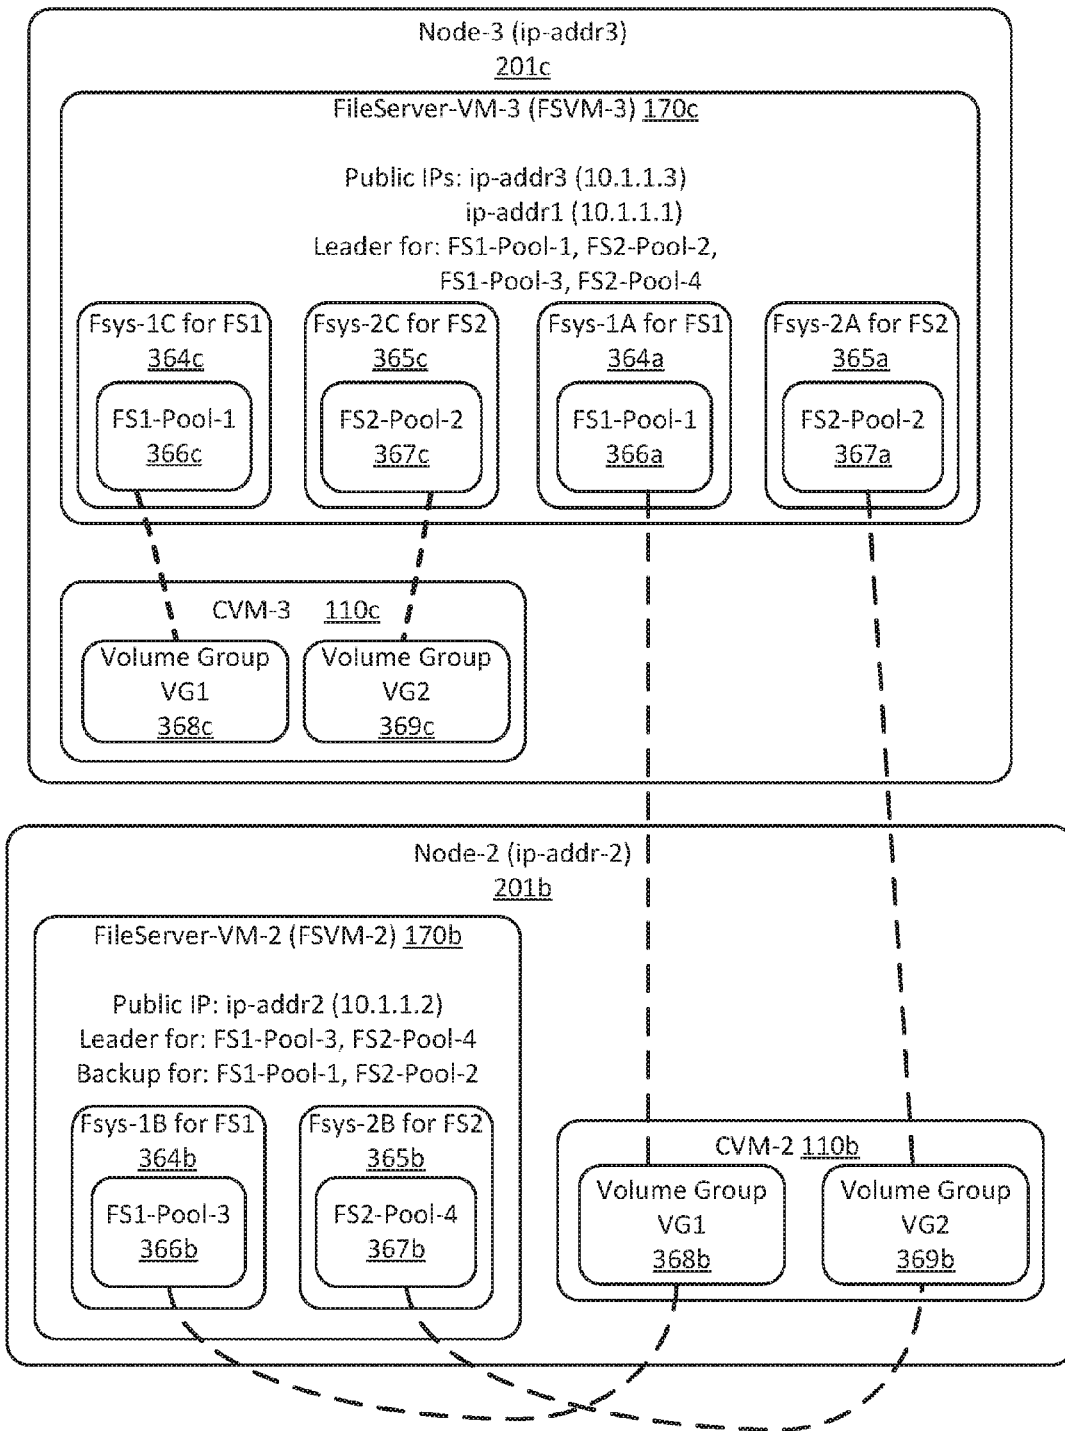 Node-3 (ip-addr3)
201c
FileServer-VM-3 (FSVM-3) 170c
Public IPs: ip-addr3 (10.1.1.3)
ip-addr1 (10.1.1.1)
Leader for: FS1-Pool-1, FS2-Pool-2,
FS1-Pool-3, FS2-Pool-4
Fsys-1C for FS1
364c
FS1-Pool-1
366c
Fsys-2C for FS2
365c
FS2-Pool-2
367c
Fsys-1A for FS1
364a
FS1-Pool-1
366a
Fsys-2A for FS2
365a
FS2-Pool-2
367a
CVM-3 110c
Volume Group
VG1
368c
Volume Group
VG2
369c
Node-2 (ip-addr-2)
201b
FileServer-VM-2 (FSVM-2) 170b
Public IP: ip-addr2 (10.1.1.2)
Leader for: FS1-Pool-3, FS2-Pool-4
Backup for: FS1-Pool-1, FS2-Pool-2
Fsys-1B for FS1
364b
FS1-Pool-3
366b
Fsys-2B for FS2
365b
FS2-Pool-4
367b
CVM-2 110b
Volume Group
VG1
368b
Volume Group
VG2
369b